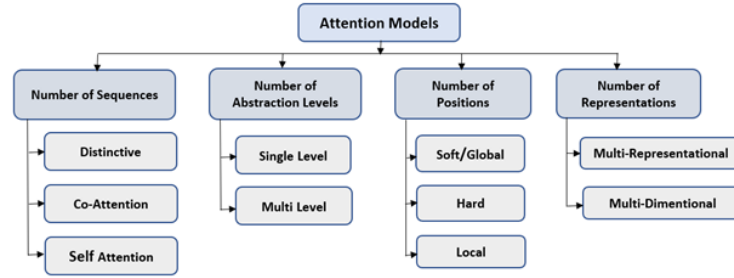 Attention Models
Number of Sequences
Number of
Abstraction Levels
Number of
Positions
Number of
Representations
Distinctive
Co-Attention
Self Attention
Single Level
Multi Level
Soft/Global
Hard
Local
Multi-Representational
Multi-Dimentional